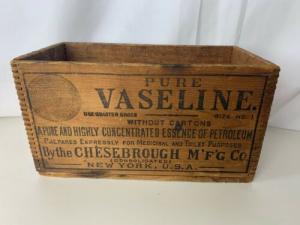 PURE
VASELINE.
ONE QUARTER GROSS
SIZE NO. 1
WITHOUT CARTONS
A PURE AND HIGHLY CONCENTRATED ESSENCE OF PETROLEUM
PREPARED EXPRESSLY FOR MEDICINAL AND TOILET PURPOSES
By the CHESEBROUGH M'F'G Co.
(CONSOLIDATED)
NEW YORK, U.S.A.